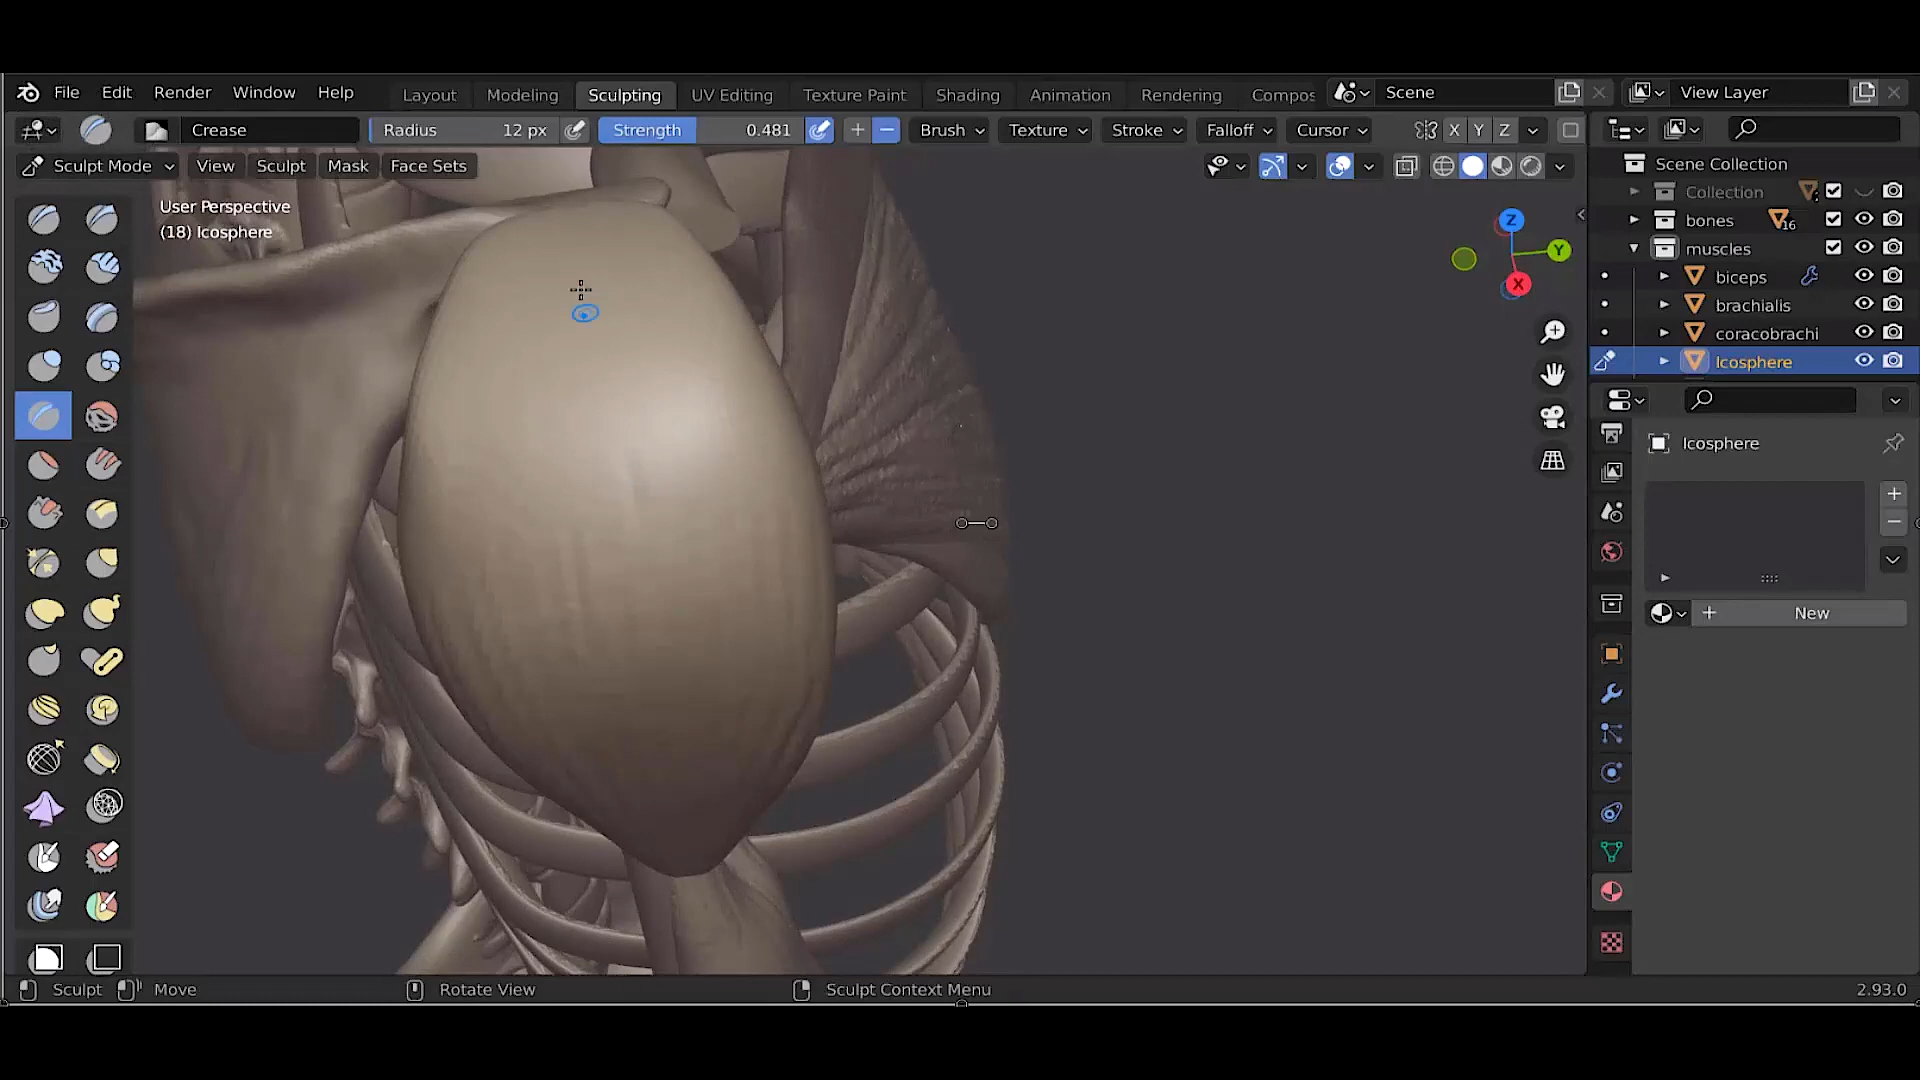 File Edit Render Window Help Layout Modeling Sculpting UV Editing Texture Paint Shading Animation Rendering Compos Scene View Layer
Crease Radius 12 px Strength 0.481 Brush Texture Stroke Falloff Cursor X Y Z
Sculpt Mode View Sculpt Mask Face Sets
Scene Collection
Collection
User Perspective
(18) Icosphere
bones 16
muscles
biceps
brachialis
coracobrachi
Icosphere
Z
Y
X
Icosphere
New
Sculpt Move Rotate View Sculpt Context Menu 2.93.0